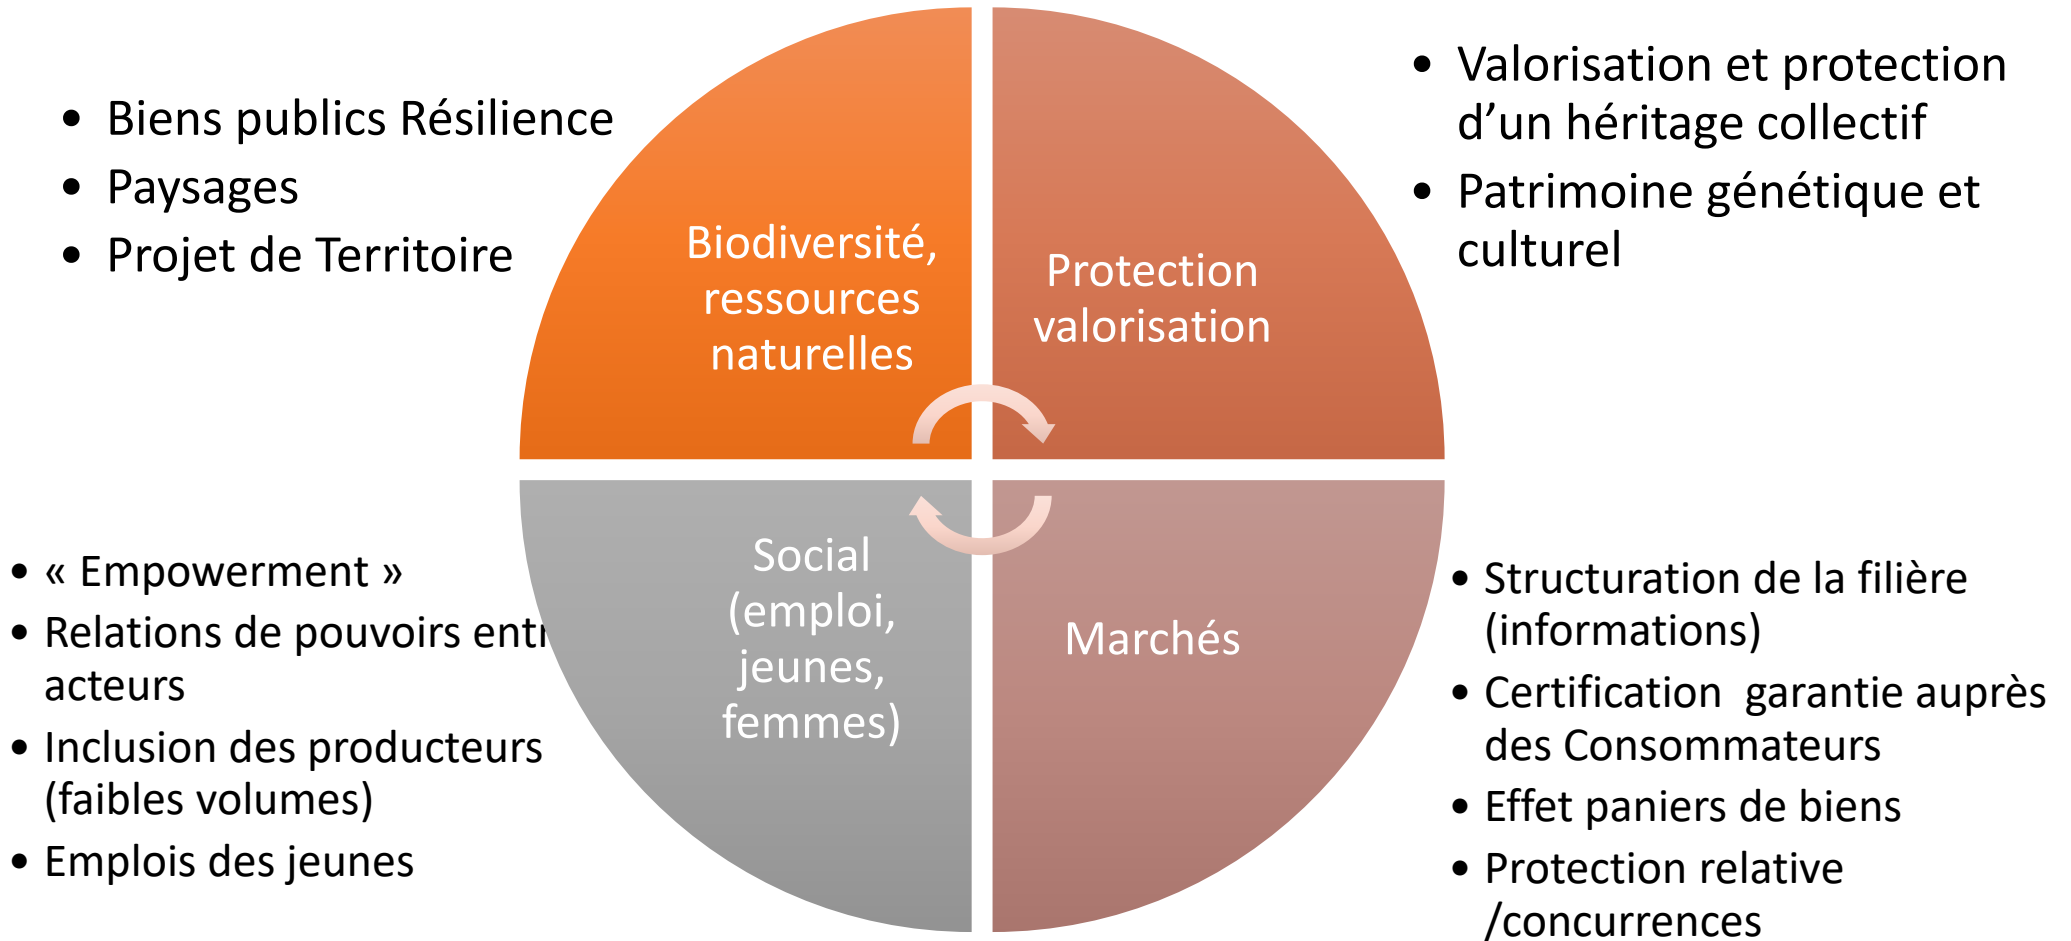 • Biens publics Résilience
• Paysages
• Projet de Territoire
Biodiversité,
ressources
naturelles
Protection
valorisation
• Valorisation et protection
d’un héritage collectif
• Patrimoine génétique et
culturel
• « Empowerment »
• Relations de pouvoirs entr
acteurs
• Inclusion des producteurs
(faibles volumes)
• Emplois des jeunes
Social
(emploi,
jeunes,
femmes)
Marchés
• Structuration de la filière
(informations)
• Certification  garantie auprès
des Consommateurs
• Effet paniers de biens
• Protection relative
/concurrences